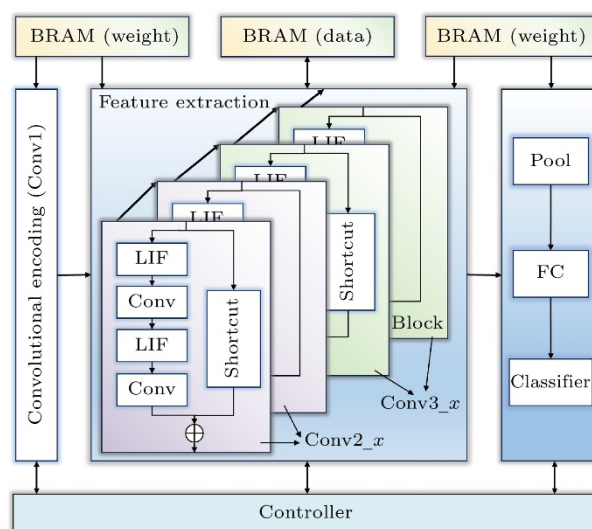 BRAM (weight)
BRAM (data)
BRAM (weight)
Convolutional encoding (Conv1)
Feature extraction
LIF
LIF
LIF
LIF
Conv
LIF
Conv
Shortcut
Shortcut
Block
Conv3_x
Conv2_x
Pool
FC
Classifier
Controller